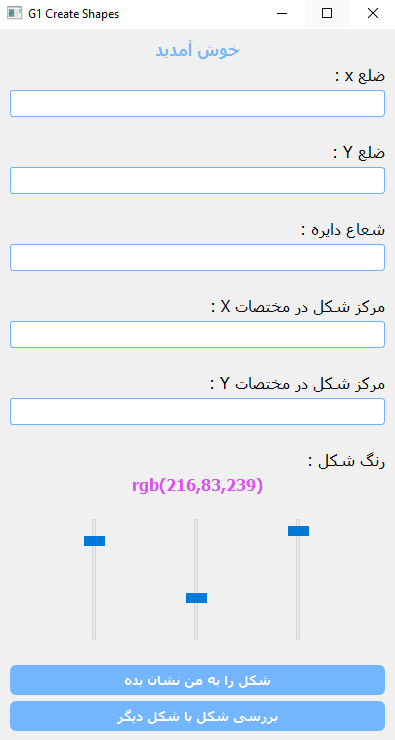 G1 Create Shapes
خوش آمدید
ضلع x :
ضلع Y :
شعاع دایره :
مرکز شکل در مختصات X :
مرکز شکل در مختصات Y :
رنگ شکل :
rgb(216,83,239)
شکل را به من نشان بده
بررسی شکل با شکل دیگر